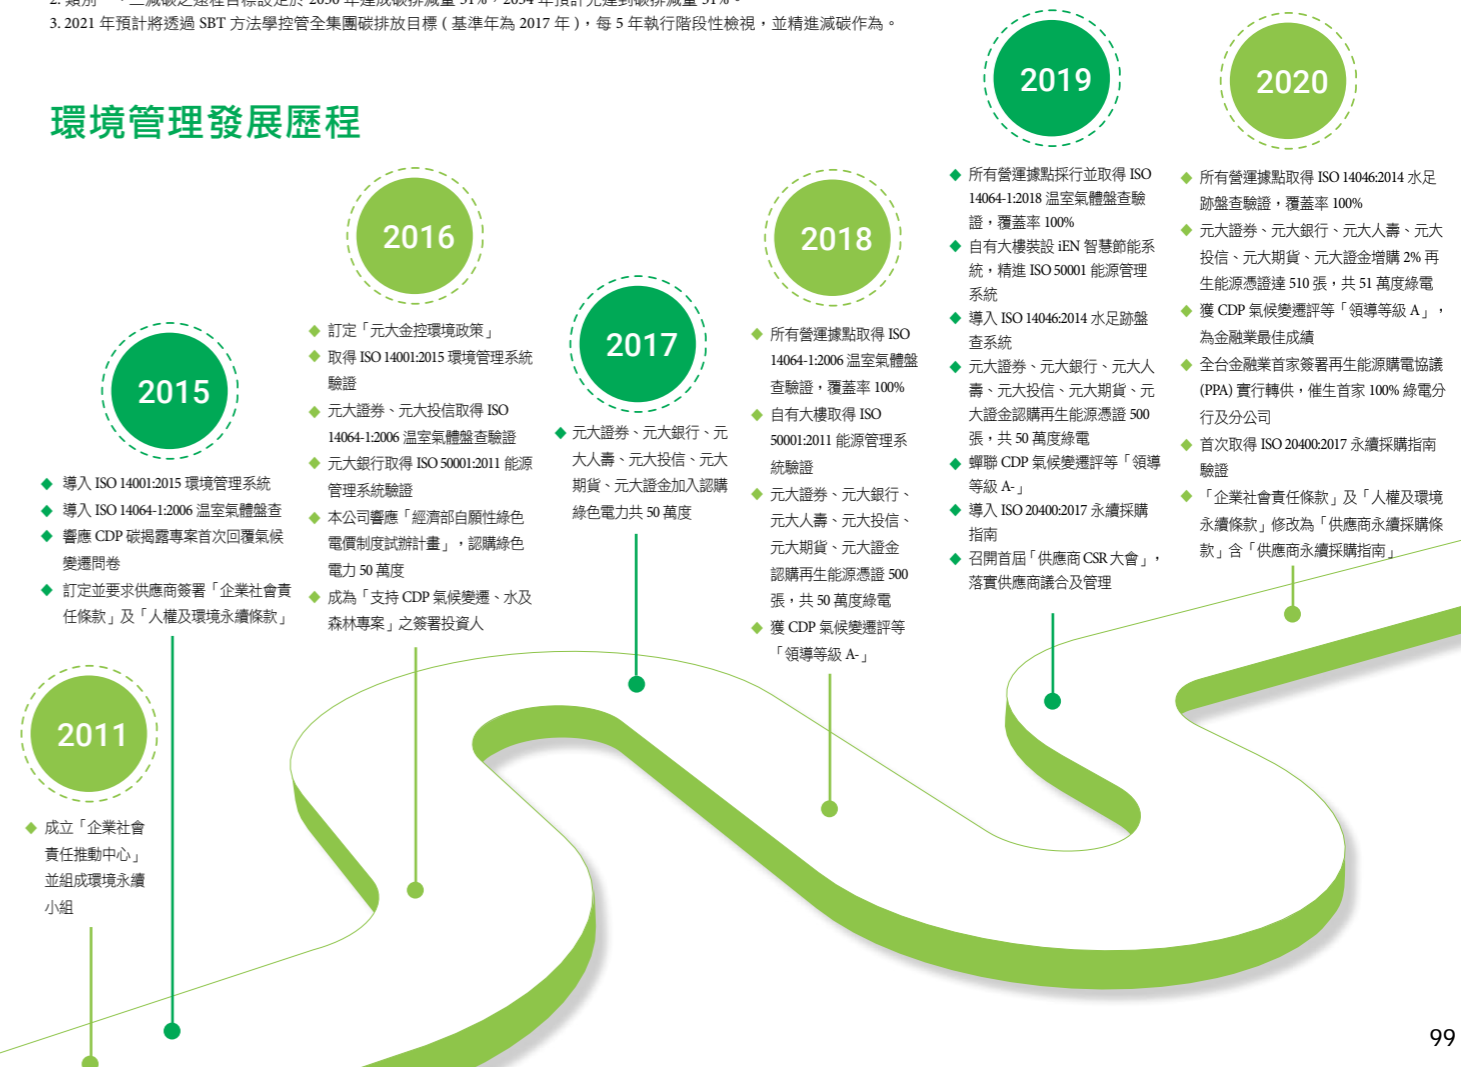 3. 2021 年預計將透過 SBT 方法學控管全集團碳排放目標 ( 基準年為 2017 年 )，每 5 年執行階段性檢視，並精進減碳作為。
環境管理發展歷程
2011
◆ 成立「企業社會
責任推動中心」
並組成環境永續
小組
2015
◆ 導入 ISO 14001:2015 環境管理系統
◆ 導入 ISO 14064-1:2006 溫室氣體盤查
◆ 響應 CDP 碳揭露專案首次回覆氣候
變遷問卷
◆ 訂定並要求供應商簽署「企業社會責
任條款」及「人權及環境永續條款」
2016
◆ 訂定「元大金控環境政策」
◆ 取得 ISO 14001:2015 環境管理系統
驗證
◆ 元大證券、元大投信取得 ISO
14064-1:2006 溫室氣體盤查驗證
◆ 元大銀行取得 ISO 50001:2011 能源
管理系統驗證
◆ 本公司響應「經濟部自願性綠色
電價制度試辦計畫」，認購綠色
電力 50 萬度
◆ 成為「支持 CDP 氣候變遷、水及
森林專案」之簽署投資人
2017
◆ 元大證券、元大銀行、元
大人壽、元大投信、元大
期貨、元大證金加入認購
綠色電力共 50 萬度
2018
◆ 所有營運據點取得 ISO
14064-1:2006 溫室氣體盤
查驗證，覆蓋率 100%
◆ 自有大樓取得 ISO
50001:2011 能源管理系
統驗證
◆ 元大證券、元大銀行、
元大人壽、元大投信、
元大期貨、元大證金
認購再生能源憑證 500
張，共 50 萬度綠電
◆ 獲 CDP 氣候變遷評等
「領導等級 A-」
2019
◆ 所有營運據點採行並取得 ISO
14064-1:2018 溫室氣體盤查驗
證，覆蓋率 100%
◆ 自有大樓裝設 iEN 智慧節能系
統，精進 ISO 50001 能源管理
系統
◆ 導入 ISO 14046:2014 水足跡盤
查系統
◆ 元大證券、元大銀行、元大人
壽、元大投信、元大期貨、元
大證金認購再生能源憑證 500
張，共 50 萬度綠電
◆ 蟬聯 CDP 氣候變遷評等「領導
等級 A-」
◆ 導入 ISO 20400:2017 永續採購
指南
◆ 召開首屆「供應商 CSR 大會」，
落實供應商議合及管理
2020
◆ 所有營運據點取得 ISO 14046:2014 水足
跡盤查驗證，覆蓋率 100%
◆ 元大證券、元大銀行、元大人壽、元大
投信、元大期貨、元大證金增購 2% 再
生能源憑證達 510 張，共 51 萬度綠電
◆ 獲 CDP 氣候變遷評等「領導等級 A」，
為金融業最佳成績
◆ 全台金融業首家簽署再生能源購電協議
(PPA) 實行轉供，催生首家 100% 綠電分
行及分公司
◆ 首次取得 ISO 20400:2017 永續採購指南
驗證
◆ 「企業社會責任條款」及「人權及環境
永續條款」修改為「供應商永續採購條
款」含「供應商永續採購指南」
99